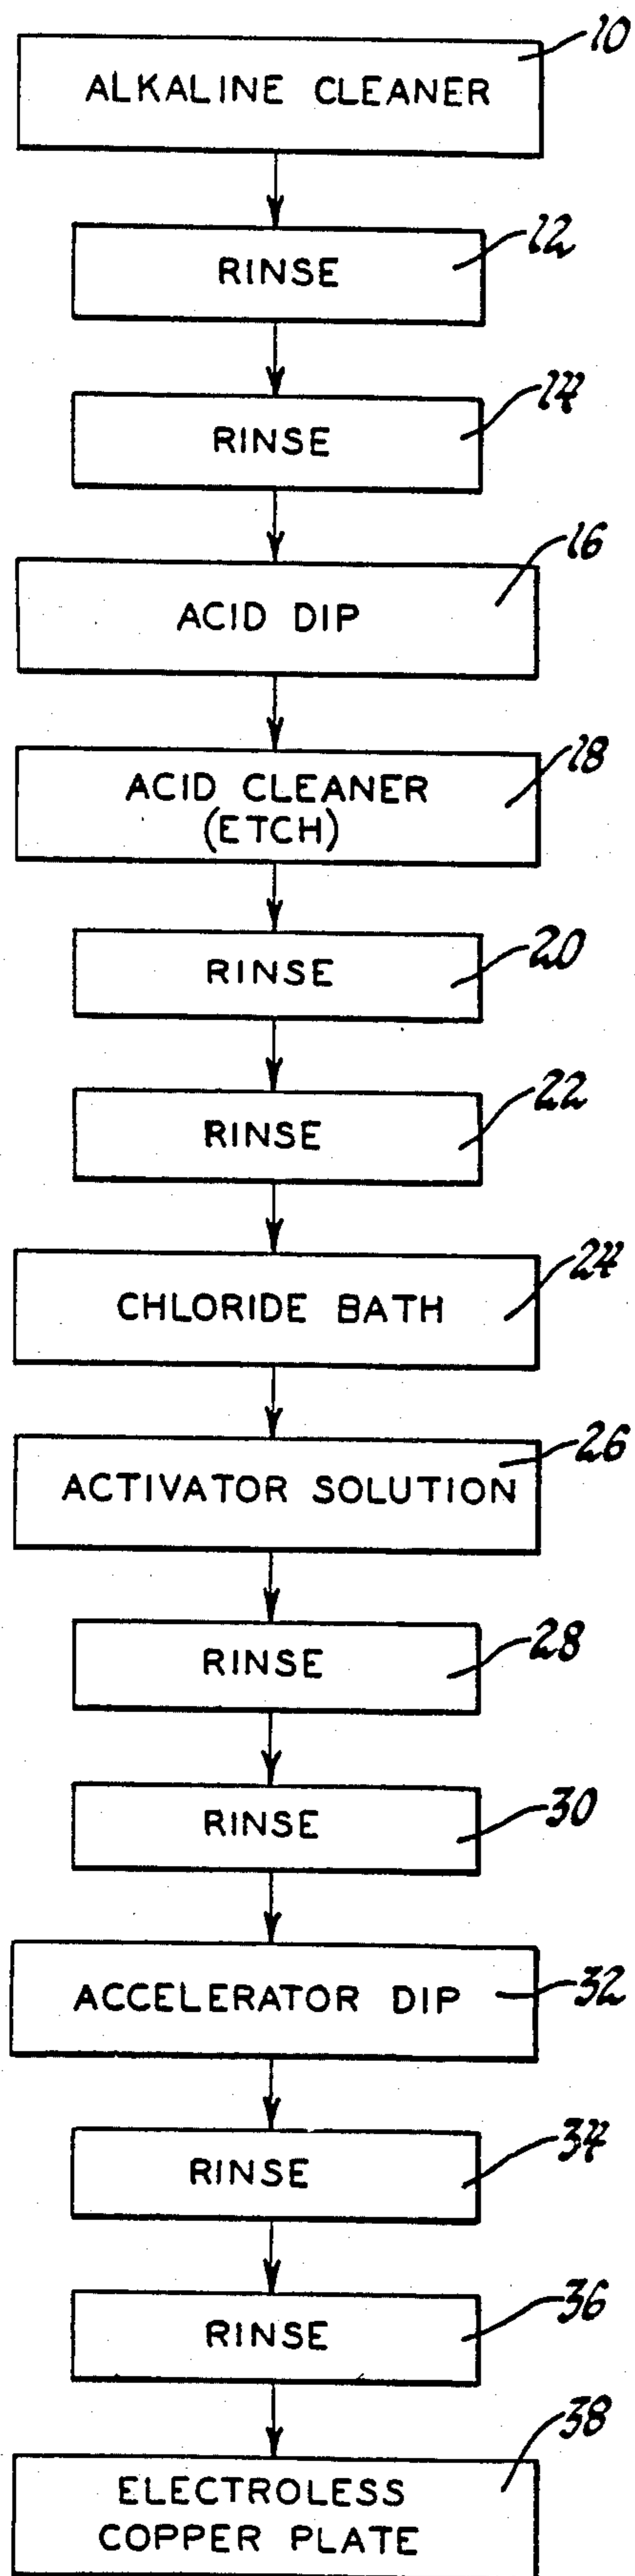 10
ALKALINE CLEANER
12
RINSE
14
RINSE
16
ACID DIP
18
ACID CLEANER
(ETCH)
20
RINSE
22
RINSE
24
CHLORIDE BATH
26
ACTIVATOR SOLUTION
28
RINSE
30
RINSE
32
ACCELERATOR DIP
34
RINSE
36
RINSE
38
ELECTROLESS
COPPER PLATE